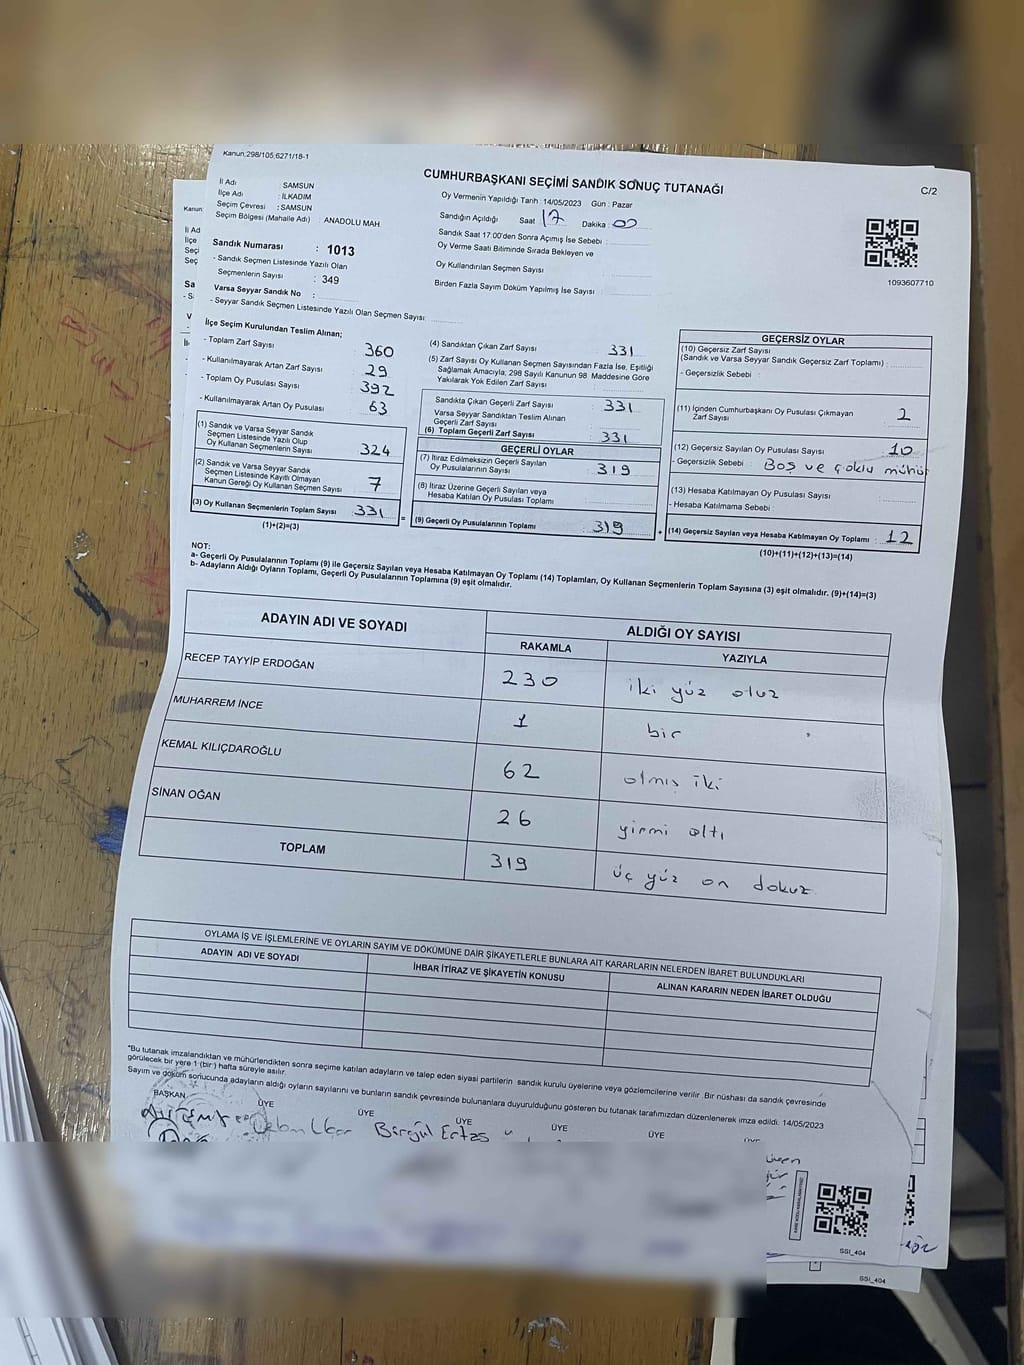 Kanun:298/105,6271/18-1
CUMHURBAŞKANI SEÇİMİ SANDIK SONUÇ TUTANAĞI
C/2
İl Adı : SAMSUN
İlçe Adı : İLKADIM
Seçim Çevresi : SAMSUN
Seçim Bölgesi (Mahalle Adı) : ANADOLU MAH.
Sandık Numarası : 1013
- Sandık Seçmen Listesinde Yazılı Olan
Seçmenlerin Sayısı : 349
Varsa Seyyar Sandık No :
- Seyyar Sandık Seçmen Listesinde Yazılı Olan Seçmen Sayısı:
Oy Vermenin Yapıldığı Tarih : 14/05/2023 Gün : Pazar
Sandığın Açıldığı Saat 17 Dakika : 00
Sandık Saat 17:00'den Sonra Açımış İse Sebebi :
Oy Verme Saati Bitiminde Sırada Bekleyen ve
Oy Kullandırılan Seçmen Sayısı
Birden Fazla Sayım Döküm Yapılmış İse Sayısı :
1093607710
Kanun:
İl Ad
İlçe
Seçi
Seç
Sa
İlçe Seçim Kurulundan Teslim Alınan;
- Toplam Zarf Sayısı 360
- Kullanılmayarak Artan Zarf Sayısı 29
- Toplam Oy Pusulası Sayısı 392
- Kullanılmayarak Artan Oy Pusulası 63
(1) Sandık ve Varsa Seyyar Sandık
Seçmen Listesinde Yazılı Olup
Oy Kullanan Seçmenlerin Sayısı 324
(2) Sandık ve Varsa Seyyar Sandık
Seçmen Listesinde Kayıtlı Olmayan
Kanun Gereği Oy Kullanan Seçmen Sayısı 7
(3) Oy Kullanan Seçmenlerin Toplam Sayısı 331
(1)+(2)=(3)
=
(4) Sandıktan Çıkan Zarf Sayısı 331
(5) Zarf Sayısı Oy Kullanan Seçmen Sayısından Fazla İse, Eşitliği
Sağlamak Amacıyla; 298 Sayılı Kanunun 98. Maddesine Göre
Yakılarak Yok Edilen Zarf Sayısı :
Sandıkta Çıkan Geçerli Zarf Sayısı : 331
Varsa Seyyar Sandıktan Teslim Alınan
Geçerli Zarf Sayısı :
(6) Toplam Geçerli Zarf Sayısı 331
GEÇERLİ OYLAR
(7) İtiraz Edilmeksizin Geçerli Sayılan
Oy Pusulalarının Sayısı : 319
(8) İtiraz Üzerine Geçerli Sayılan veya
Hesaba Katılan Oy Pusulası Toplamı
(9) Geçerli Oy Pusulalarının Toplamı : 319
+
GEÇERSİZ OYLAR
(10) Geçersiz Zarf Sayısı
(Sandık ve Varsa Seyyar Sandık Geçersiz Zarf Toplamı) :
- Geçersizlik Sebebi :
(11) İçinden Cumhurbaşkanı Oy Pusulası Çıkmayan
Zarf Sayısı 2
(12) Geçersiz Sayılan Oy Pusulası Sayısı 10
- Geçersizlik Sebebi : Boş ve çoklu mühür
(13) Hesaba Katılmayan Oy Pusulası Sayısı
- Hesaba Katılmama Sebebi :
(14) Geçersiz Sayılan veya Hesaba Katılmayan Oy Toplamı : 12
(10)+(11)+(12)+(13)=(14)
NOT:
a- Geçerli Oy Pusulalarının Toplamı (9) ile Geçersiz Sayılan veya Hesaba Katılmayan Oy Toplamı (14) Toplamları, Oy Kullanan Seçmenlerin Toplam Sayısına (3) eşit olmalıdır. (9)+(14)=(3)
b- Adayların Aldığı Oyların Toplamı, Geçerli Oy Pusulalarının Toplamına (9) eşit olmalıdır.
ADAYIN ADI VE SOYADI
ALDIĞI OY SAYISI
RAKAMLA YAZIYLA
RECEP TAYYİP ERDOĞAN 230 iki yüz otuz
MUHARREM İNCE 1 bir
KEMAL KILIÇDAROĞLU 62 atmış iki
SİNAN OĞAN 26 yirmi altı
TOPLAM 319 üç yüz on dokuz
OYLAMA İŞ VE İŞLEMLERİNE VE OYLARIN SAYIM VE DÖKÜMÜNE DAİR ŞİKAYETLERLE BUNLARA AİT KARARLARIN NELERDEN İBARET BULUNDUKLARI
ADAYIN ADI VE SOYADI İHBAR İTİRAZ VE ŞİKAYETİN KONUSU ALINAN KARARIN NEDEN İBARET OLDUĞU
*Bu tutanak imzalandıktan ve mühürlendikten sonra seçime katılan adayların ve talep eden siyasi partilerin sandık kurulu üyelerine veya gözlemcilerine verilir. Bir nüshası da sandık çevresinde
görülecek bir yere 1 (bir) hafta süreyle asılır.
Sayım ve döküm sonucunda adayların aldığı oyların sayılarını ve bunların sandık çevresinde bulunanlara duyurulduğunu gösteren bu tutanak tarafımızdan düzenlenerek imza edildi. 14/05/2023
BAŞKAN ÜYE ÜYE ÜYE ÜYE ÜYE
Birgül Ertaş
SSI_404
SSI_404